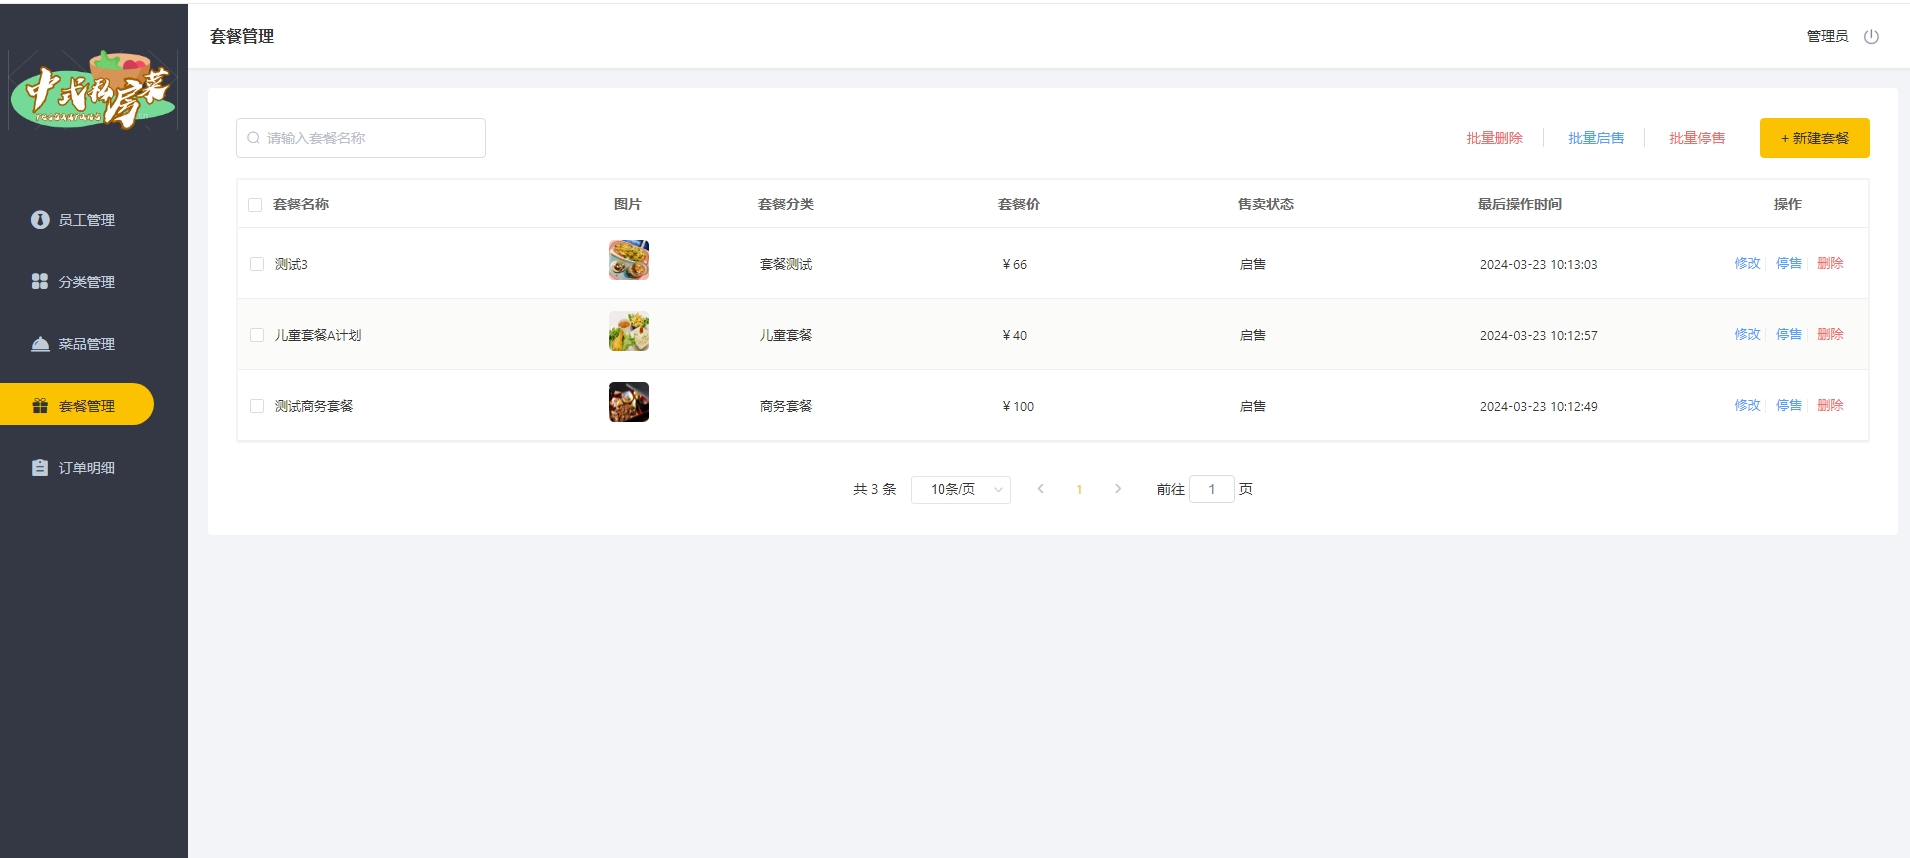 套餐管理
管理员
中式私房菜
员工管理
分类管理
菜品管理
套餐管理
订单明细
请输入套餐名称
批量删除 批量启售 批量停售 + 新建套餐
套餐名称 图片 套餐分类 套餐价 售卖状态 最后操作时间 操作
测试3 套餐测试 ¥ 66 启售 2024-03-23 10:13:03 修改 停售 删除
儿童套餐A计划 儿童套餐 ¥ 40 启售 2024-03-23 10:12:57 修改 停售 删除
测试商务套餐 商务套餐 ¥ 100 启售 2024-03-23 10:12:49 修改 停售 删除
共 3 条 10条/页 1 前往 1 页